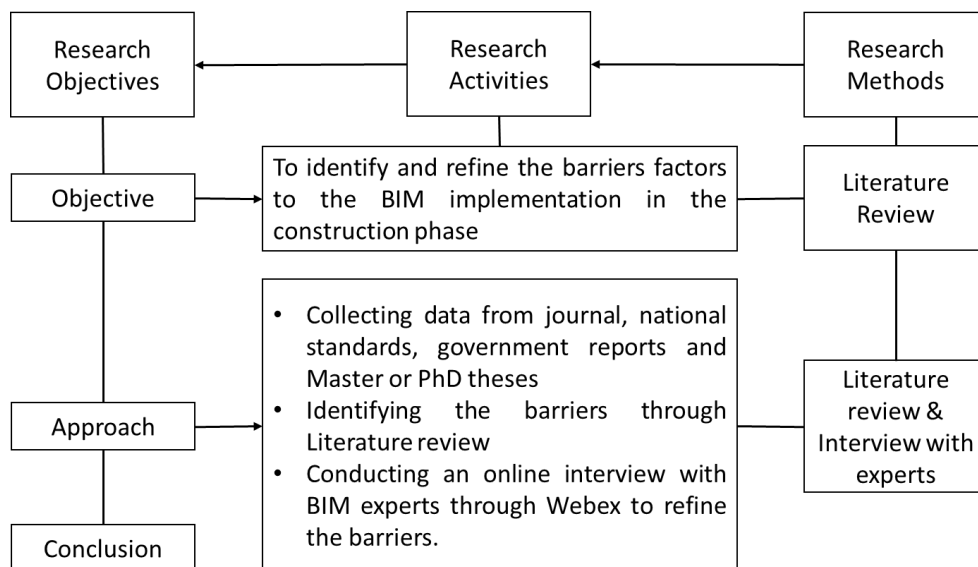 Research
Objectives
Research
Activities
Research
Methods
To identify and refine the barriers factors
to the BIM implementation in the
construction phase
Objective
Literature
Review
• Collecting data from journal, national
standards, government reports and
Master or PhD theses
• Identifying the barriers through
Literature review
• Conducting an online interview with
BIM experts through Webex to refine
the barriers.
Approach
Literature
review &
Interview with
experts
Conclusion